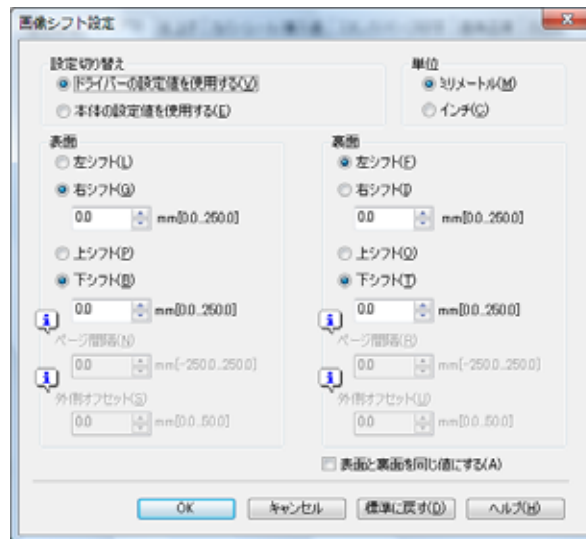 画像シフト設定
設定切り替え
ドライバーの設定値を使用する(V)
本体の設定値を使用する(E)
単位
ミリメートル(M)
インチ(C)
表面
左シフト(L)
右シフト(G)
0.0 mm[0.0..250.0]
上シフト(P)
下シフト(B)
0.0 mm[0.0..250.0]
ページ間隔(N)
0.0 mm[-250.0..250.0]
外側オフセット(S)
0.0 mm[0.0..50.0]
裏面
左シフト(F)
右シフト(I)
0.0 mm[0.0..250.0]
上シフト(O)
下シフト(T)
0.0 mm[0.0..250.0]
ページ間隔(R)
0.0 mm[-250.0..250.0]
外側オフセット(U)
0.0 mm[0.0..50.0]
表面と裏面を同じ値にする(A)
OK キャンセル 標準に戻す(D) ヘルプ(H)